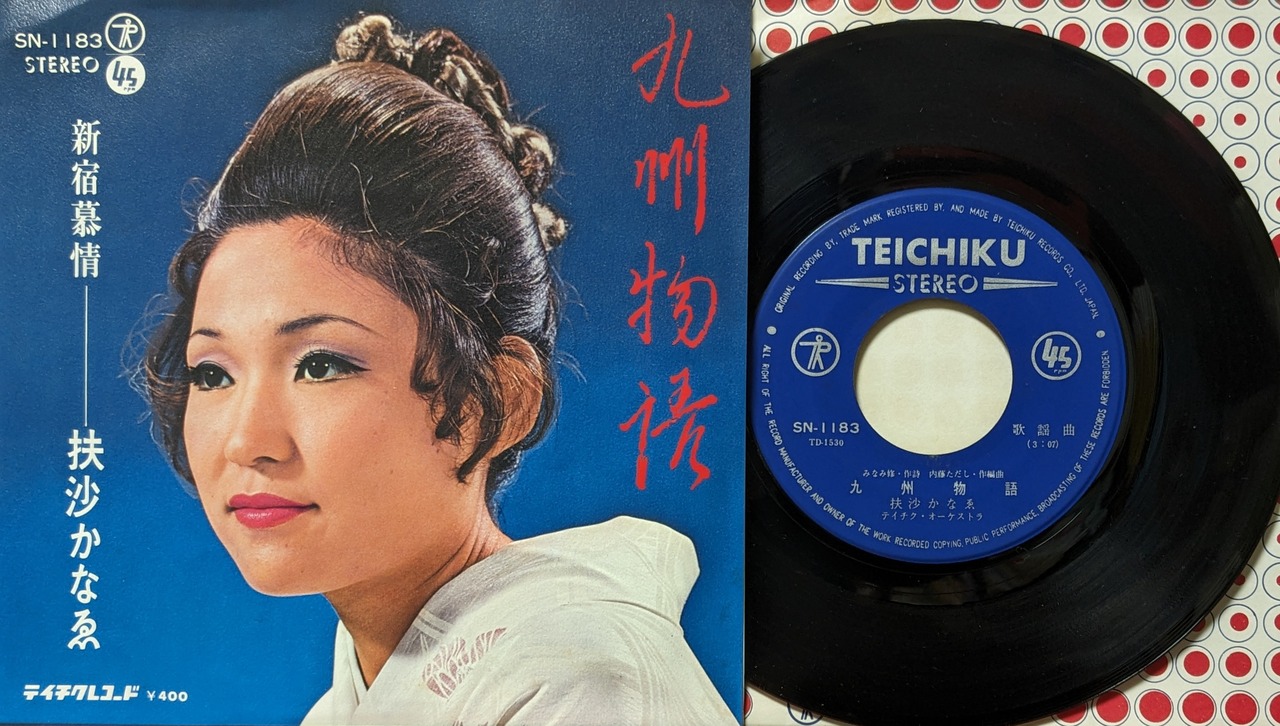 SN-1183
STEREO
45
rpm
九州物語
新宿慕情
扶沙かなゑ
テイチクレコード ¥400
ORIGINAL RECORDING BY, TRADE MARK REGISTERED BY, AND MADE BY TEICHIKU RECORDS CO., LTD. JAPAN.
TEICHIKU
STEREO
45
rpm
SN-1183
TD-1530
歌謡曲
(3:07)
みなみ修・作詩 内藤ただし・作編曲
九州物語
扶沙かなゑ
テイチク・オーケストラ
ALL RIGHT OF THE RECORD MANUFACTURER AND OWNER OF THE WORK RECORDED COPYING, PUBLIC PERFORMANCE, BROADCASTING OF THESE RECORDS ARE FORBIDDEN